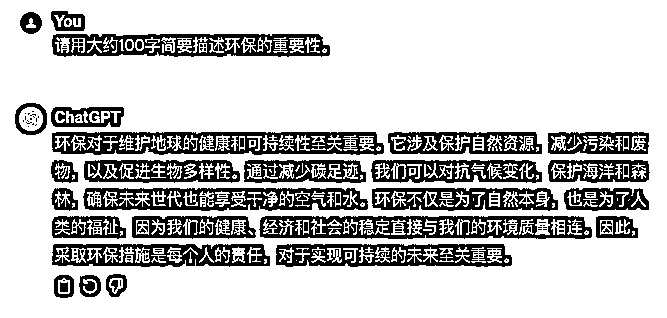 You
请用大约100字简要描述环保的重要性。
ChatGPT
环保对于维护地球的健康和可持续性至关重要。它涉及保护自然资源，减少污染和废
物，以及促进生物多样性。通过减少碳足迹，我们可以对抗气候变化，保护海洋和森
林，确保未来世代也能享受干净的空气和水。环保不仅是为了自然本身，也是为了人
类的福祉，因为我们的健康、经济和社会的稳定直接与我们的环境质量相连。因此，
采取环保措施是每个人的责任，对于实现可持续的未来至关重要。